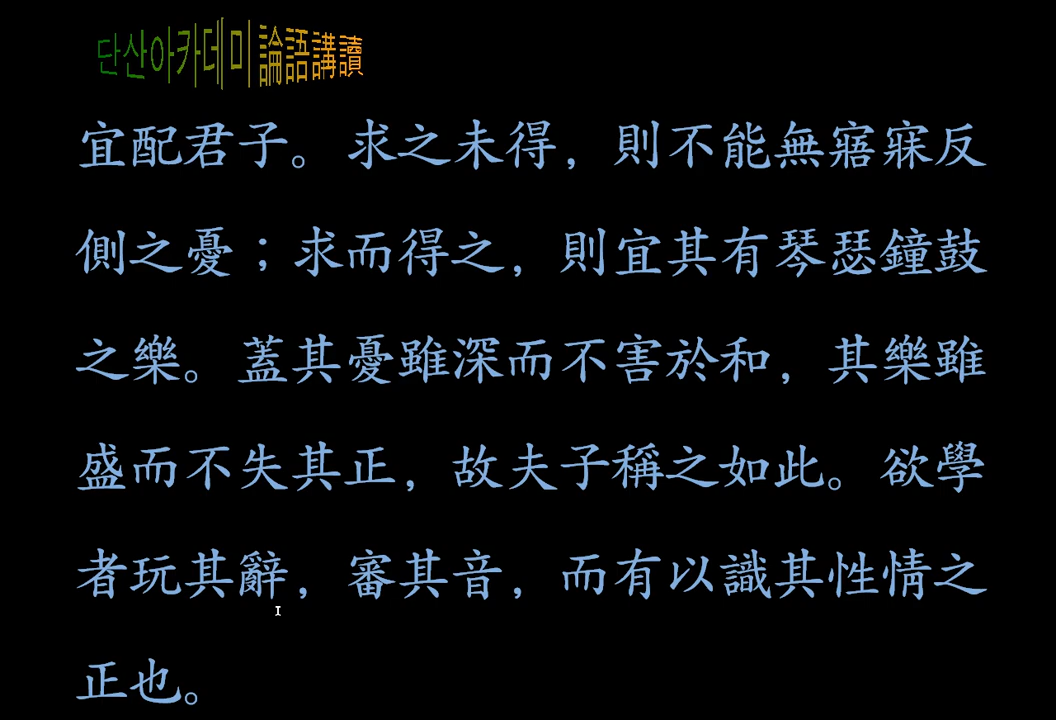 단산아카데미 論語講讀
宜配君子。求之未得，則不能無寤寐反
側之憂；求而得之，則宜其有琴瑟鐘鼓
之樂。蓋其憂雖深而不害於和，其樂雖
盛而不失其正，故夫子稱之如此。欲學
者玩其辭，審其音，而有以識其性情之
正也。